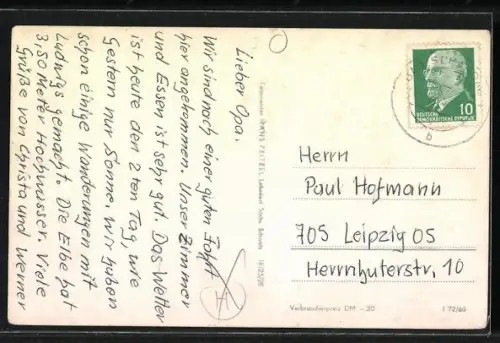 Lieber Opa.
Wir sind nach einer guten Fahrt
hier angekommen. Unser Zimmer
und Essen ist sehr gut. Das Wetter
ist heute den 2ten Tag, wie
Gestern nur Sonne. Wir haben
schon einige Wanderungen mit
Ludwigs gemacht. Die Elbe hat
3,50 Meter Hochwasser. Viele
Grüße von Christa und Werner
DEUTSCHE
DEMOKRATISCHE REPUBLIK
10
Herrn
Paul Hofmann
705 Leipzig O5
Herrnhuterstr. 10
Verbraucherpreis DM -.20
I 72/60